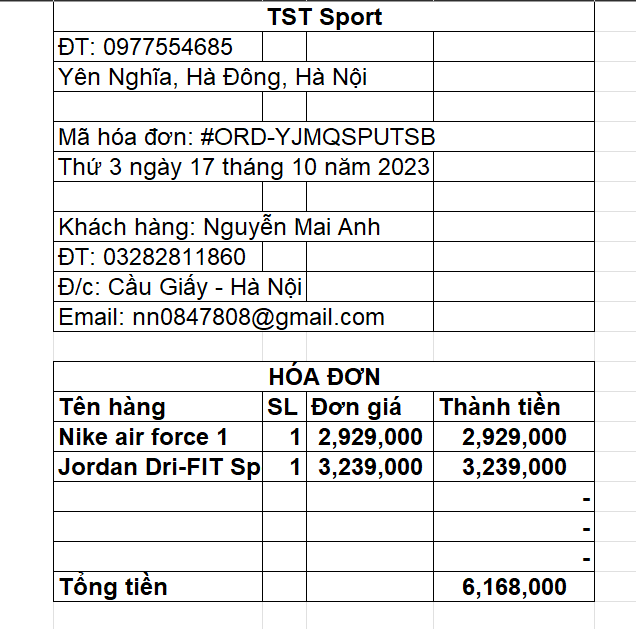 TST Sport
ĐT: 0977554685
Yên Nghĩa, Hà Đông, Hà Nội
Mã hóa đơn: #ORD-YJMQSPUTSB
Thứ 3 ngày 17 tháng 10 năm 2023
Khách hàng: Nguyễn Mai Anh
ĐT: 03282811860
Đ/c: Cầu Giấy - Hà Nội
Email: nn0847808@gmail.com
HÓA ĐƠN
Tên hàng SL Đơn giá Thành tiền
Nike air force 1 1 2,929,000 2,929,000
Jordan Dri-FIT Sp 1 3,239,000 3,239,000
-
-
-
Tổng tiền 6,168,000